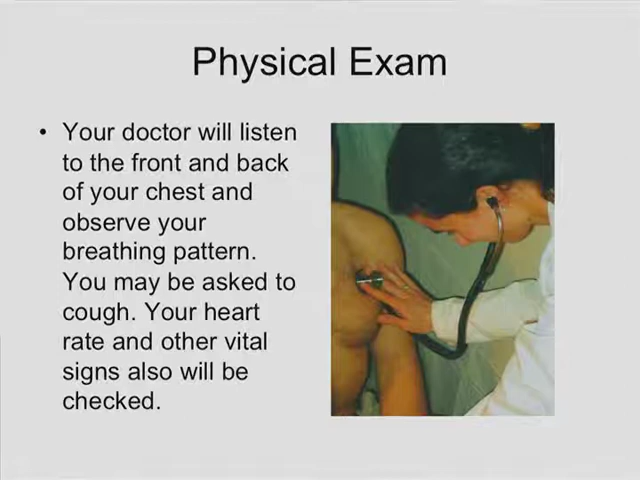 Physical Exam
• Your doctor will listen
to the front and back
of your chest and
observe your
breathing pattern.
You may be asked to
cough. Your heart
rate and other vital
signs also will be
checked.